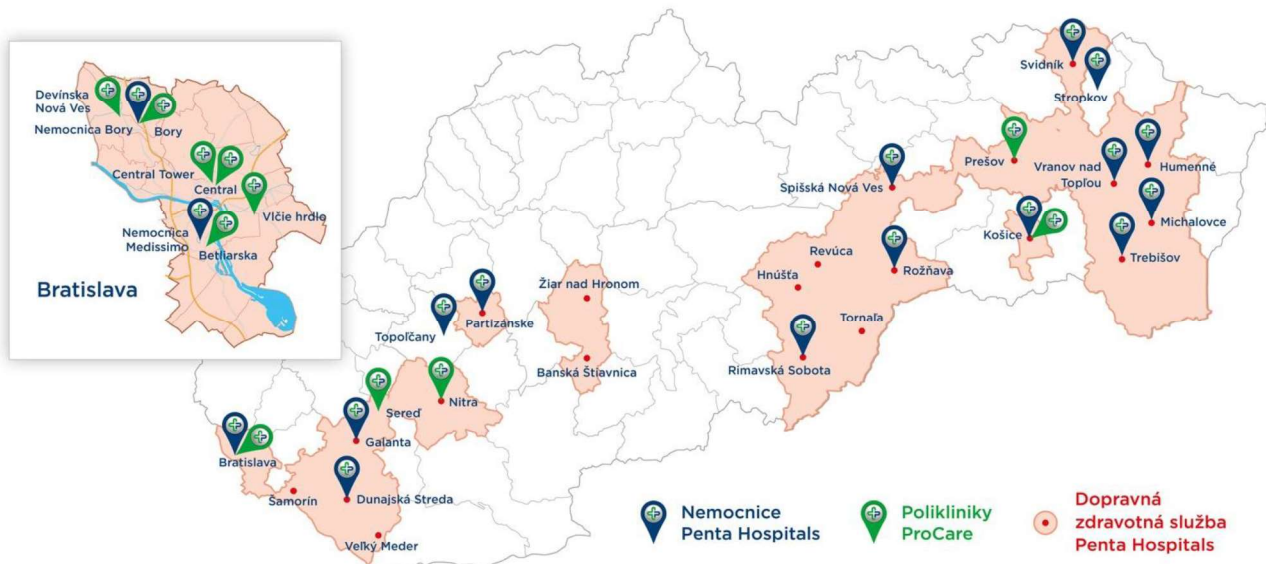 Devínska
Nová Ves
Nemocnica Bory
Bory
Central Tower
Central
Vlčie hrdlo
Nemocnica
Medissimo
Betliarska
Bratislava
Svidník
Stropkov
Prešov
Vranov nad
Topľou
Humenné
Spišská Nová Ves
Michalovce
Košice
Trebišov
Revúca
Rožňava
Hnúšťa
Tornaľa
Rimavská Sobota
Žiar nad Hronom
Banská Štiavnica
Partizánske
Topoľčany
Nitra
Sereď
Galanta
Bratislava
Šamorín
Dunajská Streda
Veľký Meder
Nemocnice
Penta Hospitals
Polikliniky
ProCare
Dopravná
zdravotná služba
Penta Hospitals